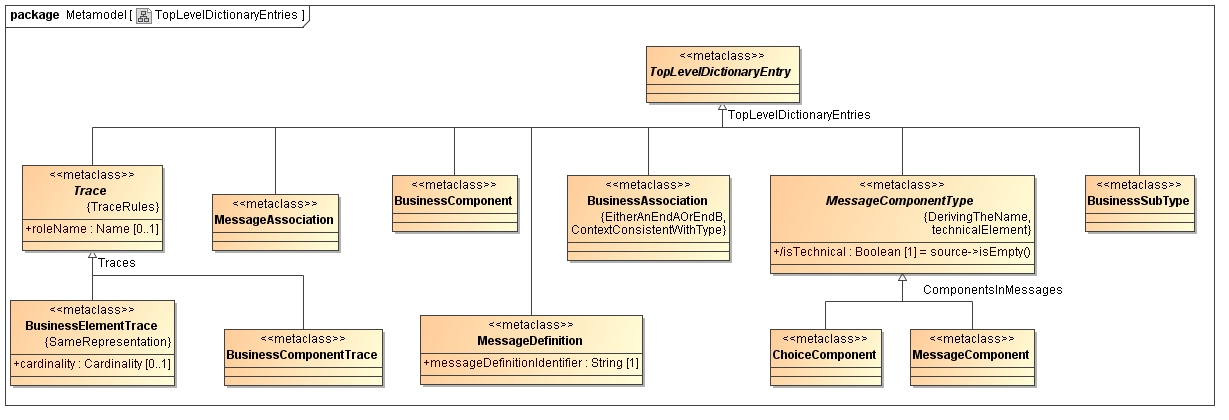 package Metamodel [ TopLevelDictionaryEntries ]
<<metaclass>>
TopLevelDictionaryEntry
TopLevelDictionaryEntries
<<metaclass>>
Trace
{TraceRules}
+roleName : Name [0..1]
<<metaclass>>
MessageAssociation
<<metaclass>>
BusinessComponent
<<metaclass>>
BusinessAssociation
{EitherAnEndAOrEndB,
ContextConsistentWithType}
<<metaclass>>
MessageComponentType
{DerivingTheName,
technicalElement}
+/isTechnical : Boolean [1] = source->isEmpty()
<<metaclass>>
BusinessSubType
Traces
ComponentsInMessages
<<metaclass>>
BusinessElementTrace
{SameRepresentation}
+cardinality : Cardinality [0..1]
<<metaclass>>
BusinessComponentTrace
<<metaclass>>
MessageDefinition
+messageDefinitionIdentifier : String [1]
<<metaclass>>
ChoiceComponent
<<metaclass>>
MessageComponent